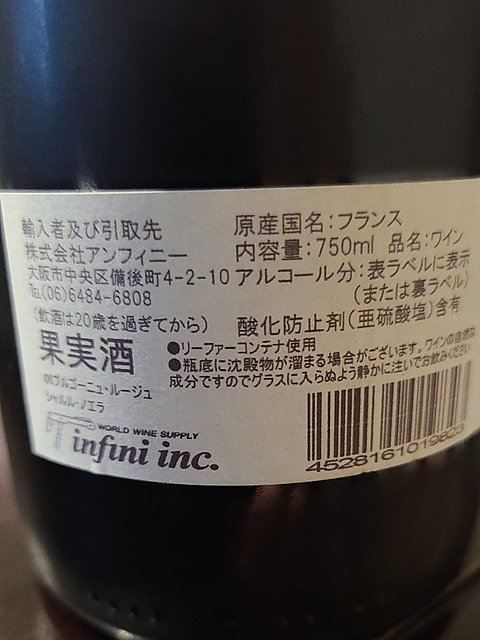 輸入者及び引取先
株式会社アンフィニー
大阪市中央区備後町4-2-10
TEL(06)6484-6808
(飲酒は20歳を過ぎてから)
果実酒
06ブルゴーニュ・ルージュ
シャルル・ノエラ
WORLD WINE SUPPLY
infini inc.
原産国名:フランス
内容量:750ml 品名:ワイン
アルコール分:表ラベルに表示
(または裏ラベル)
酸化防止剤(亜硫酸塩)含有
●リーファーコンテナ使用
●瓶底に沈殿物が溜まる場合がございます。ワインの自然な
成分ですのでグラスに入らぬよう静かに注いでお飲みください
4528161019823